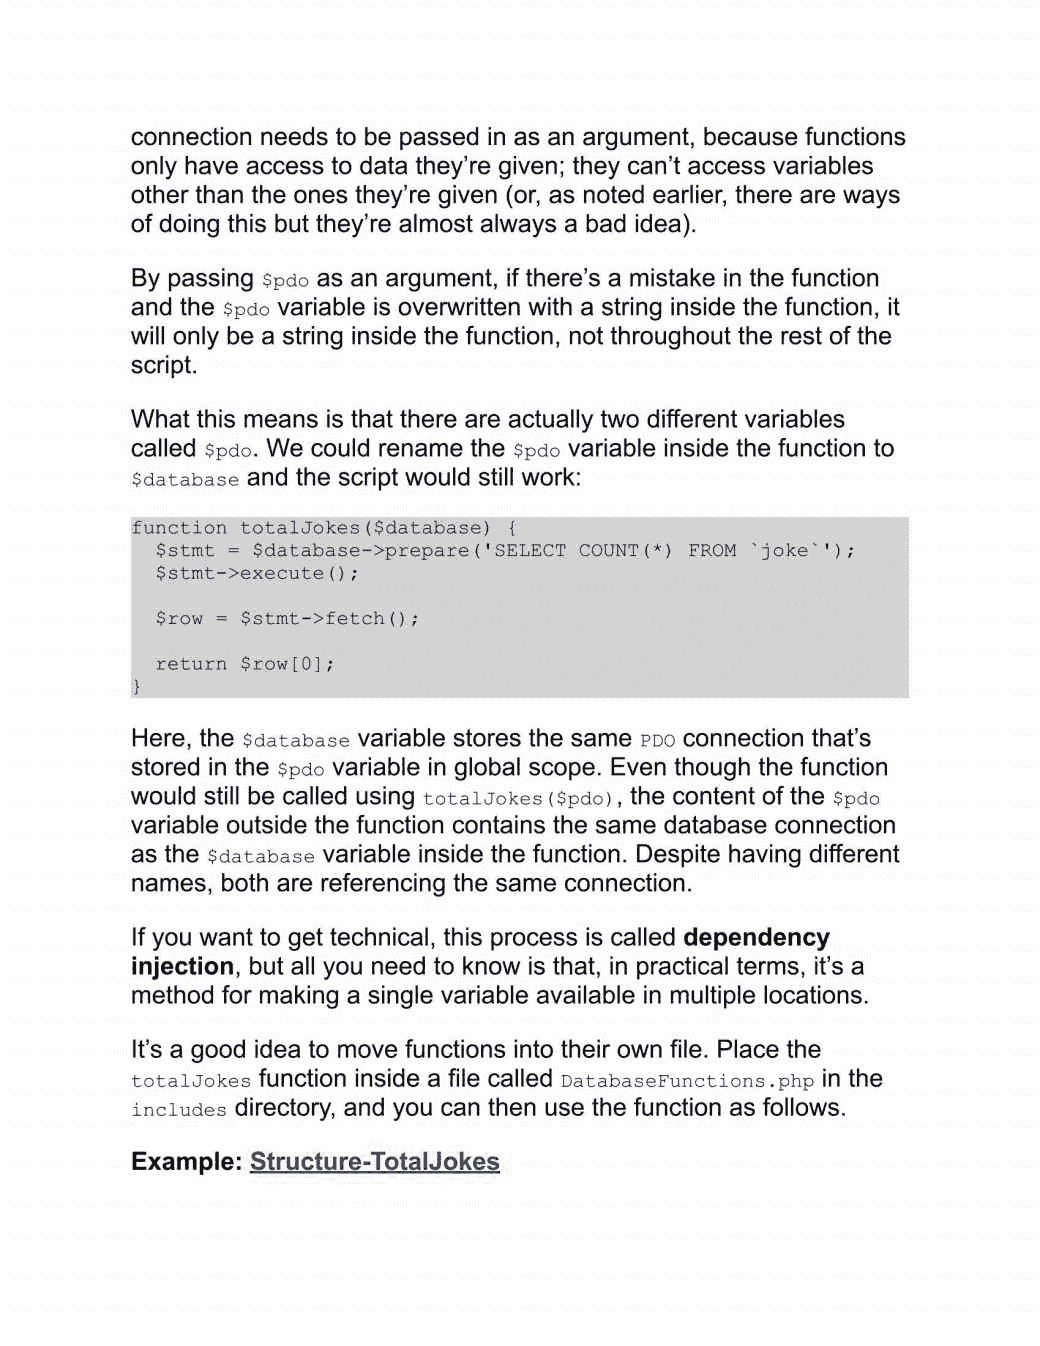 connection needs to be passed in as an argument, because functions
only have access to data they’re given; they can’t access variables
other than the ones they’re given (or, as noted earlier, there are ways
of doing this but they’re almost always a bad idea).
By passing $pdo as an argument, if there’s a mistake in the function
and the $pdo variable is overwritten with a string inside the function, it
will only be a string inside the function, not throughout the rest of the
script.
What this means is that there are actually two different variables
called $pdo. We could rename the $pdo variable inside the function to
$database and the script would still work:
function totalJokes($database) {
  $stmt = $database->prepare('SELECT COUNT(*) FROM `joke`');
  $stmt->execute();
  $row = $stmt->fetch();
  return $row[0];
}
Here, the $database variable stores the same PDO connection that’s
stored in the $pdo variable in global scope. Even though the function
would still be called using totalJokes($pdo), the content of the $pdo
variable outside the function contains the same database connection
as the $database variable inside the function. Despite having different
names, both are referencing the same connection.
If you want to get technical, this process is called dependency
injection, but all you need to know is that, in practical terms, it’s a
method for making a single variable available in multiple locations.
It’s a good idea to move functions into their own file. Place the
totalJokes function inside a file called DatabaseFunctions.php in the
includes directory, and you can then use the function as follows.
Example: Structure-TotalJokes